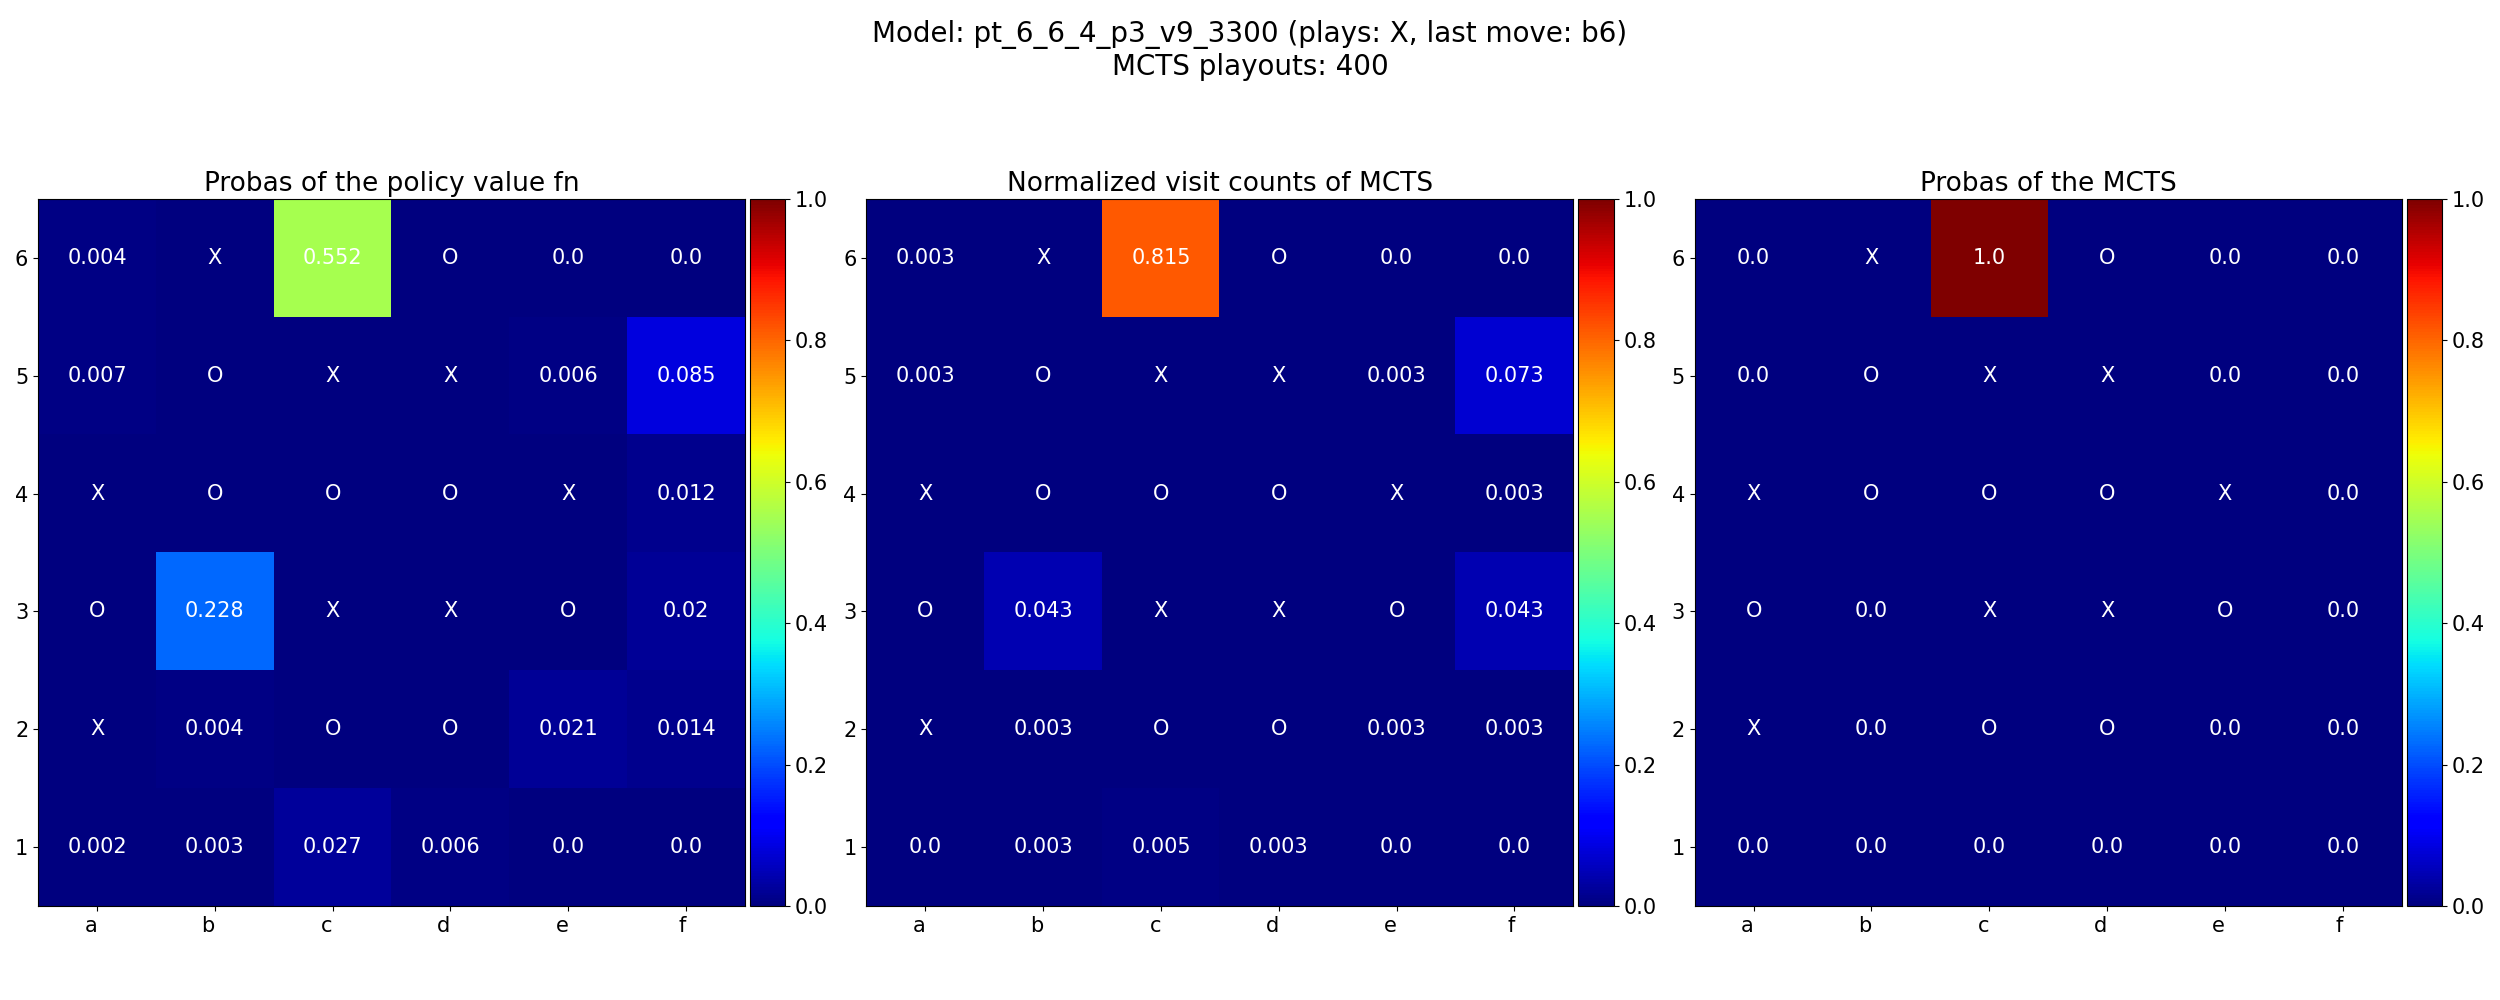 Model: pt_6_6_4_p3_v9_3300 (plays: X, last move: b6)
MCTS playouts: 400
Probas of the policy value fn
6 0.004 X 0.552 O 0.0 0.0
5 0.007 O X X 0.006 0.085
4 X O O O X 0.012
3 O 0.228 X X O 0.02
2 X 0.004 O O 0.021 0.014
1 0.002 0.003 0.027 0.006 0.0 0.0
a b c d e f
1.0
0.8
0.6
0.4
0.2
0.0
Normalized visit counts of MCTS
6 0.003 X 0.815 O 0.0 0.0
5 0.003 O X X 0.003 0.073
4 X O O O X 0.003
3 O 0.043 X X O 0.043
2 X 0.003 O O 0.003 0.003
1 0.0 0.003 0.005 0.003 0.0 0.0
a b c d e f
1.0
0.8
0.6
0.4
0.2
0.0
Probas of the MCTS
6 0.0 X 1.0 O 0.0 0.0
5 0.0 O X X 0.0 0.0
4 X O O O X 0.0
3 O 0.0 X X O 0.0
2 X 0.0 O O 0.0 0.0
1 0.0 0.0 0.0 0.0 0.0 0.0
a b c d e f
1.0
0.8
0.6
0.4
0.2
0.0